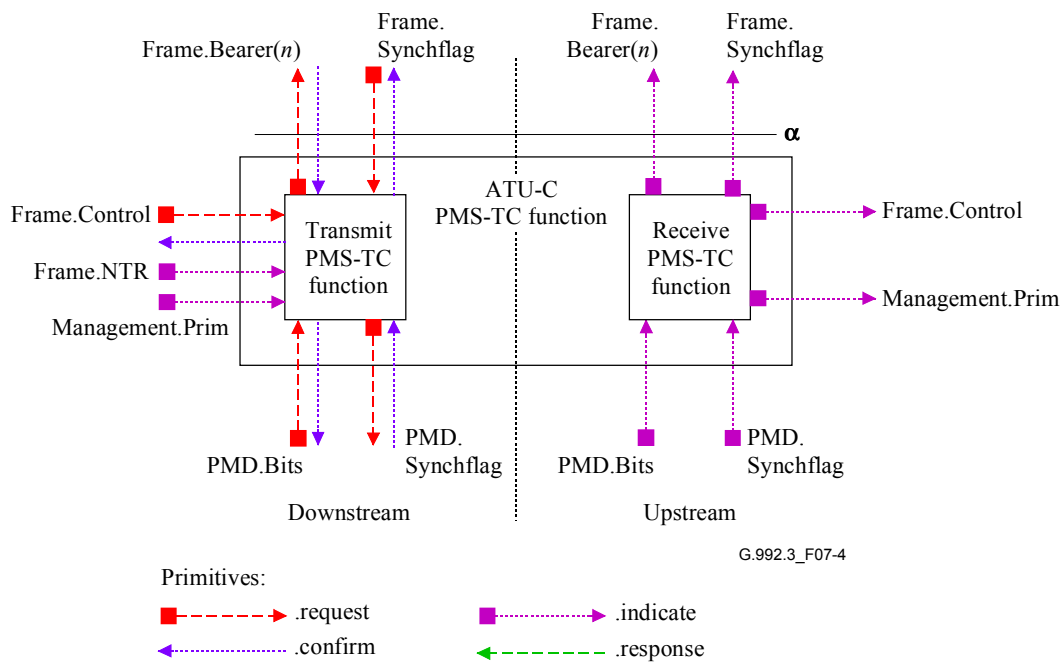 Frame.Bearer(n)
Frame.
Synchflag
Frame.
Bearer(n)
Frame.
Synchflag
α
ATU-C
PMS-TC function
Frame.Control
Frame.NTR
Management.Prim
Transmit
PMS-TC
function
Receive
PMS-TC
function
Frame.Control
Management.Prim
PMD.Bits
PMD.
Synchflag
PMD.Bits
PMD.
Synchflag
Downstream
Upstream
G.992.3_F07-4
Primitives:
.request
.indicate
.confirm
.response